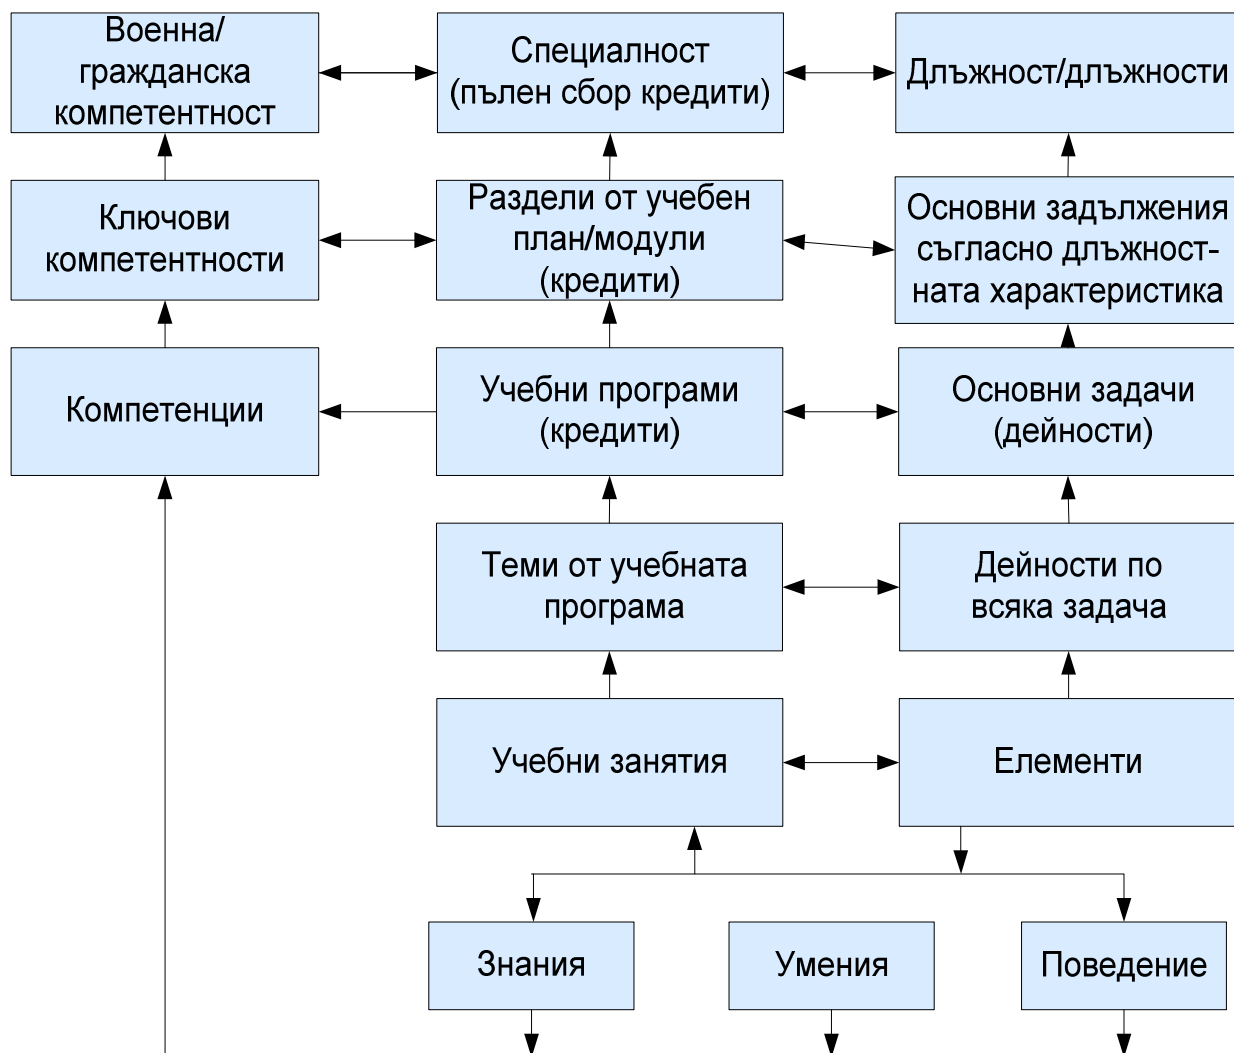 Военна/
гражданска
компетентност
Специалност
(пълен сбор кредити)
Длъжност/длъжности
Ключови
компетентности
Раздели от учебен
план/модули
(кредити)
Основни задължения
съгласно длъжност-
ната характеристика
Компетенции
Учебни програми
(кредити)
Основни задачи
(дейности)
Теми от учебната
програма
Дейности по
всяка задача
Учебни занятия
Елементи
Знания
Умения
Поведение